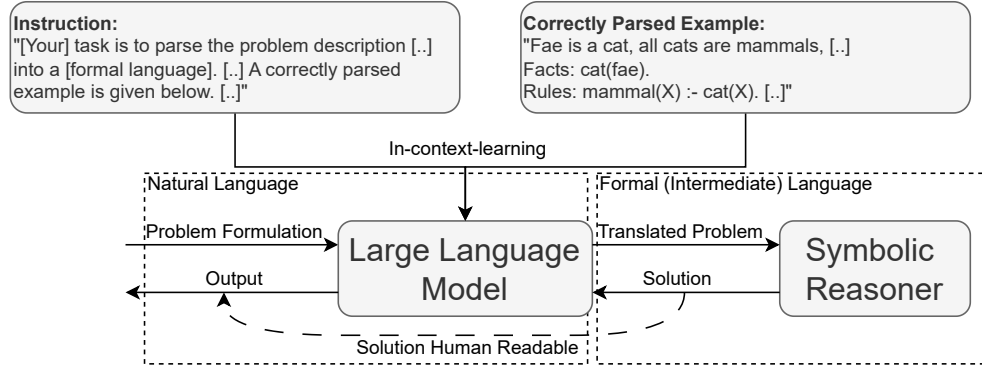 Instruction:
"[Your] task is to parse the problem description [..]
into a [formal language]. [..] A correctly parsed
example is given below. [..]"
Correctly Parsed Example:
"Fae is a cat, all cats are mammals, [..]
Facts: cat(fae).
Rules: mammal(X) :- cat(X). [..]"
In-context-learning
Natural Language
Formal (Intermediate) Language
Problem Formulation
Large Language
Model
Translated Problem
Symbolic
Reasoner
Output
Solution
Solution Human Readable